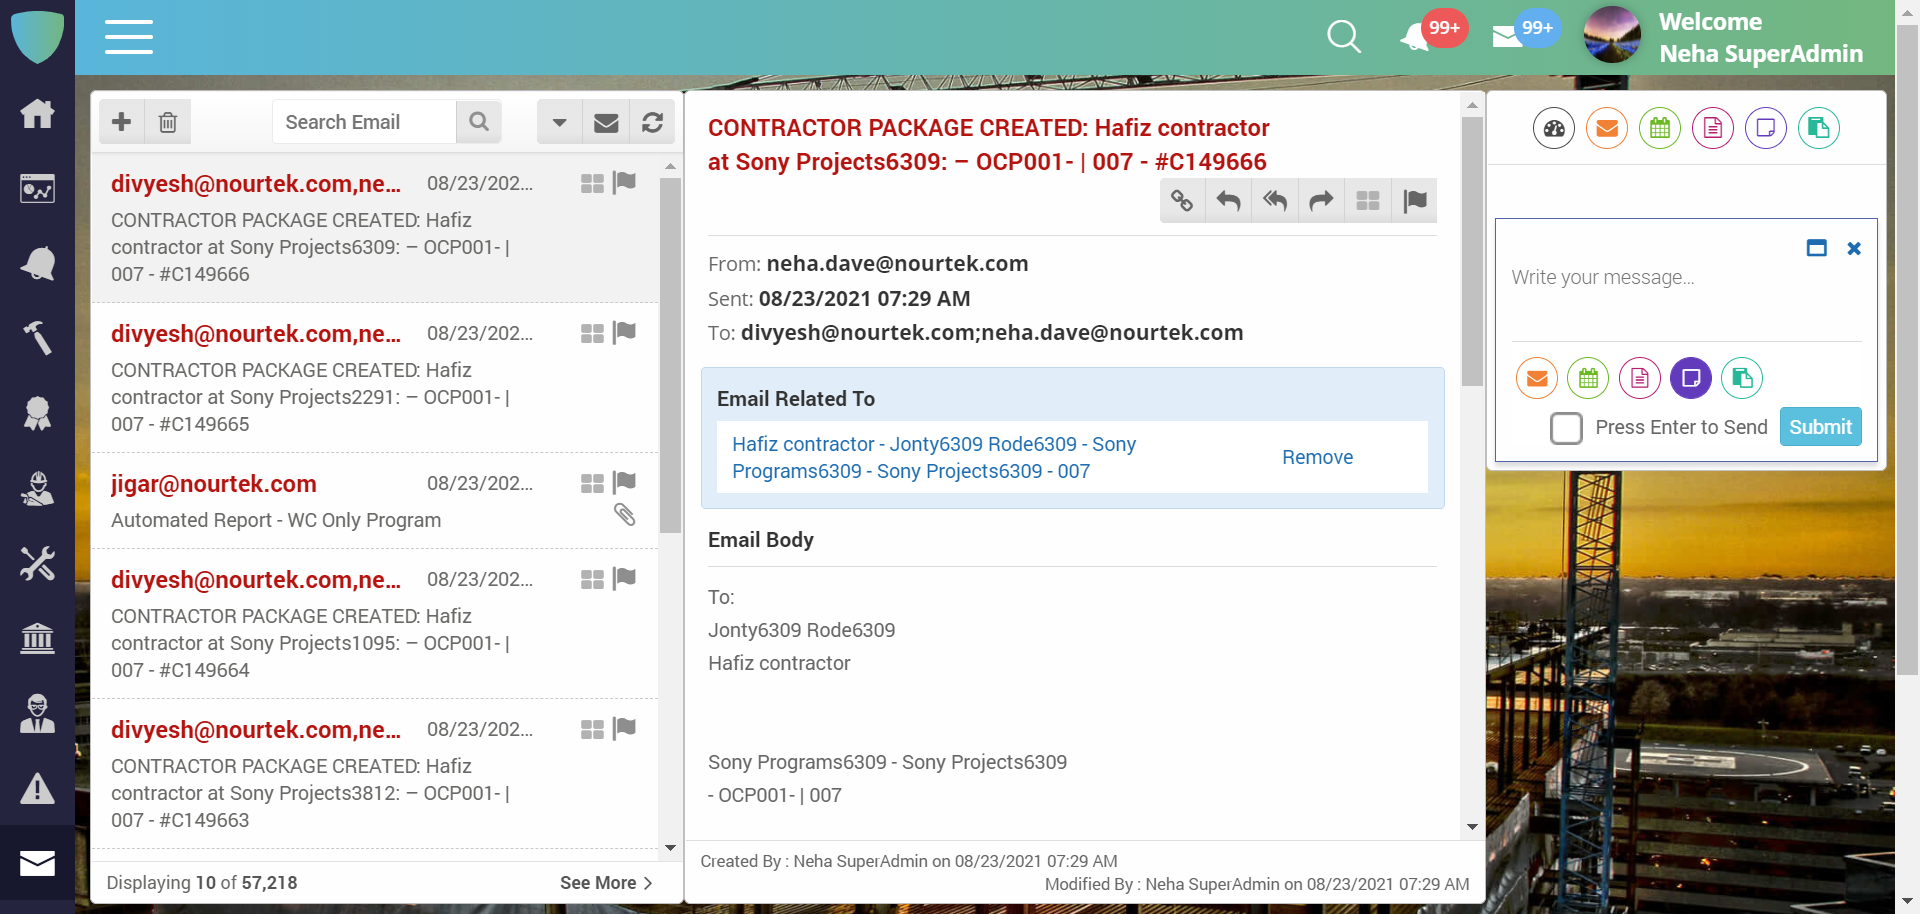 99+
99+
Welcome
Neha SuperAdmin
Search Email
divyesh@nourtek.com,ne... 08/23/202...
CONTRACTOR PACKAGE CREATED: Hafiz
contractor at Sony Projects6309: – OCP001- |
007 - #C149666
divyesh@nourtek.com,ne... 08/23/202...
CONTRACTOR PACKAGE CREATED: Hafiz
contractor at Sony Projects2291: – OCP001- |
007 - #C149665
jigar@nourtek.com 08/23/202...
Automated Report - WC Only Program
divyesh@nourtek.com,ne... 08/23/202...
CONTRACTOR PACKAGE CREATED: Hafiz
contractor at Sony Projects1095: – OCP001- |
007 - #C149664
divyesh@nourtek.com,ne... 08/23/202...
CONTRACTOR PACKAGE CREATED: Hafiz
contractor at Sony Projects3812: – OCP001- |
007 - #C149663
Displaying 10 of 57,218
See More
CONTRACTOR PACKAGE CREATED: Hafiz contractor
at Sony Projects6309: – OCP001- | 007 - #C149666
From: neha.dave@nourtek.com
Sent: 08/23/2021 07:29 AM
To: divyesh@nourtek.com;neha.dave@nourtek.com
Email Related To
Hafiz contractor - Jonty6309 Rode6309 - Sony
Programs6309 - Sony Projects6309 - 007
Remove
Email Body
To:
Jonty6309 Rode6309
Hafiz contractor
Sony Programs6309 - Sony Projects6309
- OCP001- | 007
Created By : Neha SuperAdmin on 08/23/2021 07:29 AM
Modified By : Neha SuperAdmin on 08/23/2021 07:29 AM
Write your message...
Press Enter to Send
Submit